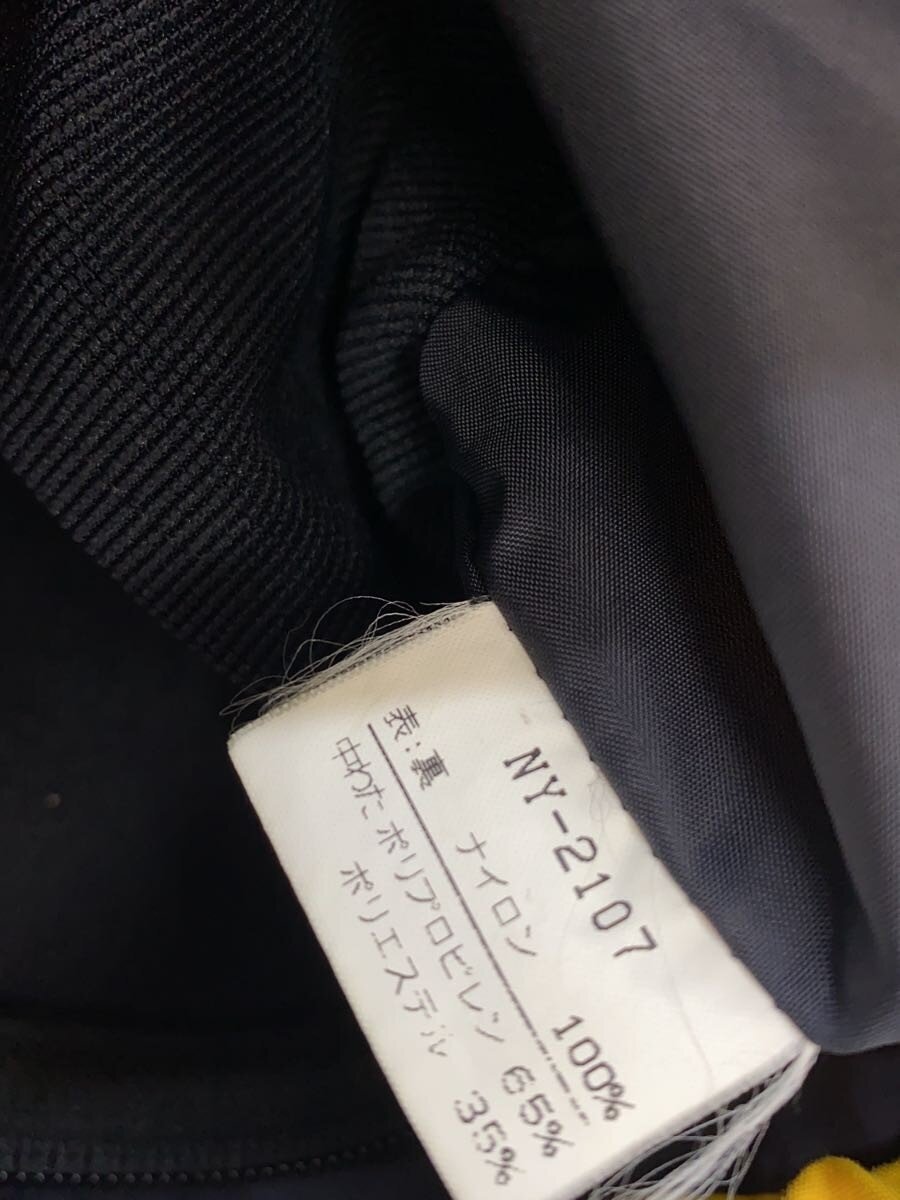 NY-2107
表:裏 ナイロン 100%
中わた ポリプロピレン 65%
ポリエステル 35%